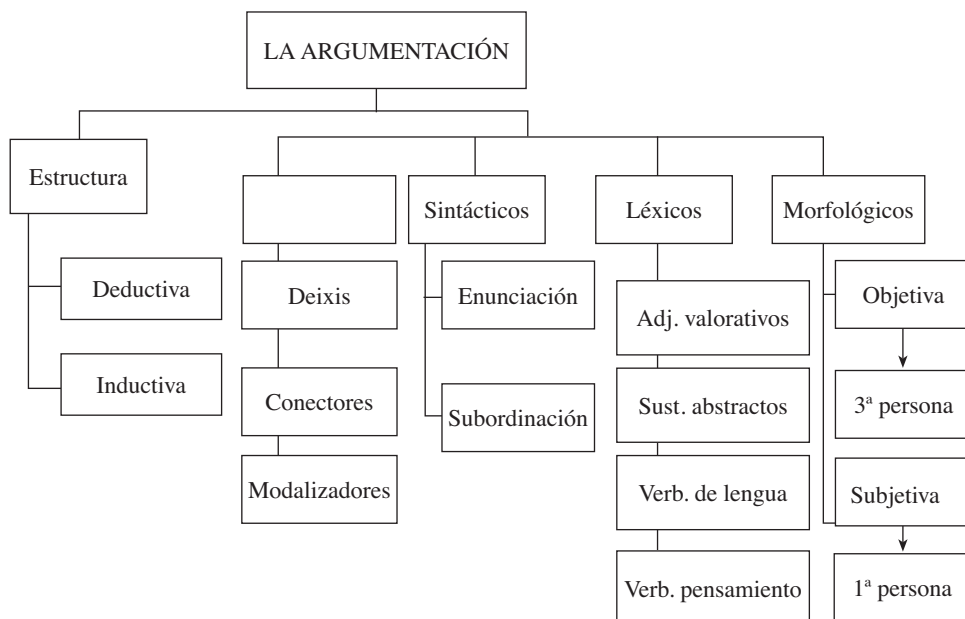 LA ARGUMENTACIÓN
Estructura
Deductiva
Inductiva
Deixis
Conectores
Modalizadores
Sintácticos
Enunciación
Subordinación
Léxicos
Adj. valorativos
Sust. abstractos
Verb. de lengua
Verb. pensamiento
Morfológicos
Objetiva
3ª persona
Subjetiva
1ª persona